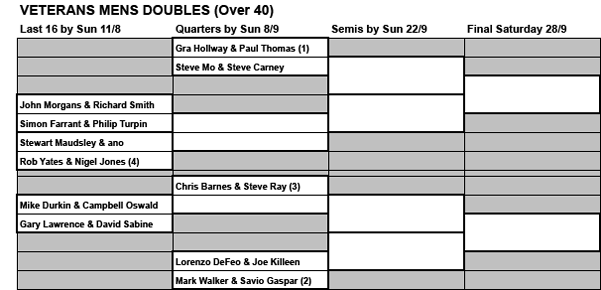 VETERANS MENS DOUBLES (Over 40)
Last 16 by Sun 11/8 Quarters by Sun 8/9 Semis by Sun 22/9 Final Saturday 28/9
Gra Hollway & Paul Thomas (1)
Steve Mo & Steve Carney
John Morgans & Richard Smith
Simon Farrant & Philip Turpin
Stewart Maudsley & ano
Rob Yates & Nigel Jones (4)
Chris Barnes & Steve Ray (3)
Mike Durkin & Campbell Oswald
Gary Lawrence & David Sabine
Lorenzo DeFeo & Joe Killeen
Mark Walker & Savio Gaspar (2)